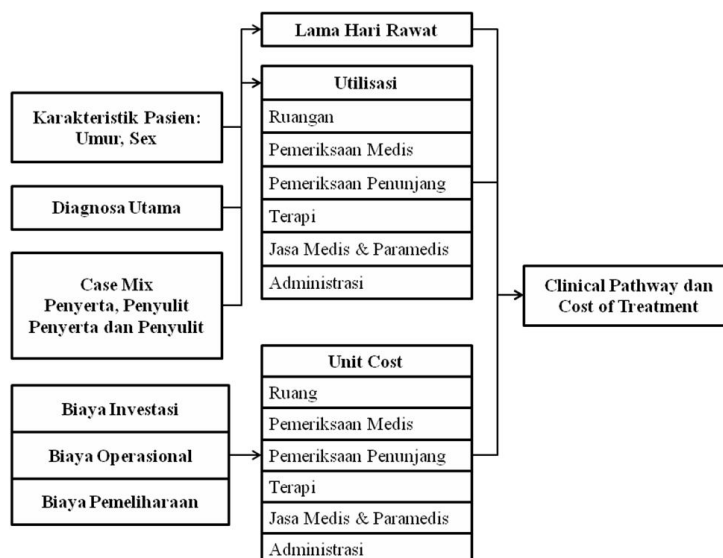 Karakteristik Pasien:
Umur, Sex
Diagnosa Utama
Case Mix
Penyerta, Penyulit
Penyerta dan Penyulit
Biaya Investasi
Biaya Operasional
Biaya Pemeliharaan
Lama Hari Rawat
Utilisasi
Ruangan
Pemeriksaan Medis
Pemeriksaan Penunjang
Terapi
Jasa Medis & Paramedis
Administrasi
Unit Cost
Ruang
Pemeriksaan Medis
Pemeriksaan Penunjang
Terapi
Jasa Medis & Paramedis
Administrasi
Clinical Pathway dan
Cost of Treatment